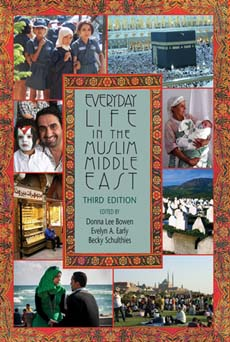 EVERYDAY
LIFE
IN THE
MUSLIM
MIDDLE
EAST
THIRD EDITION
EDITED BY
Donna Lee Bowen
Evelyn A. Early
Becky Schulthies